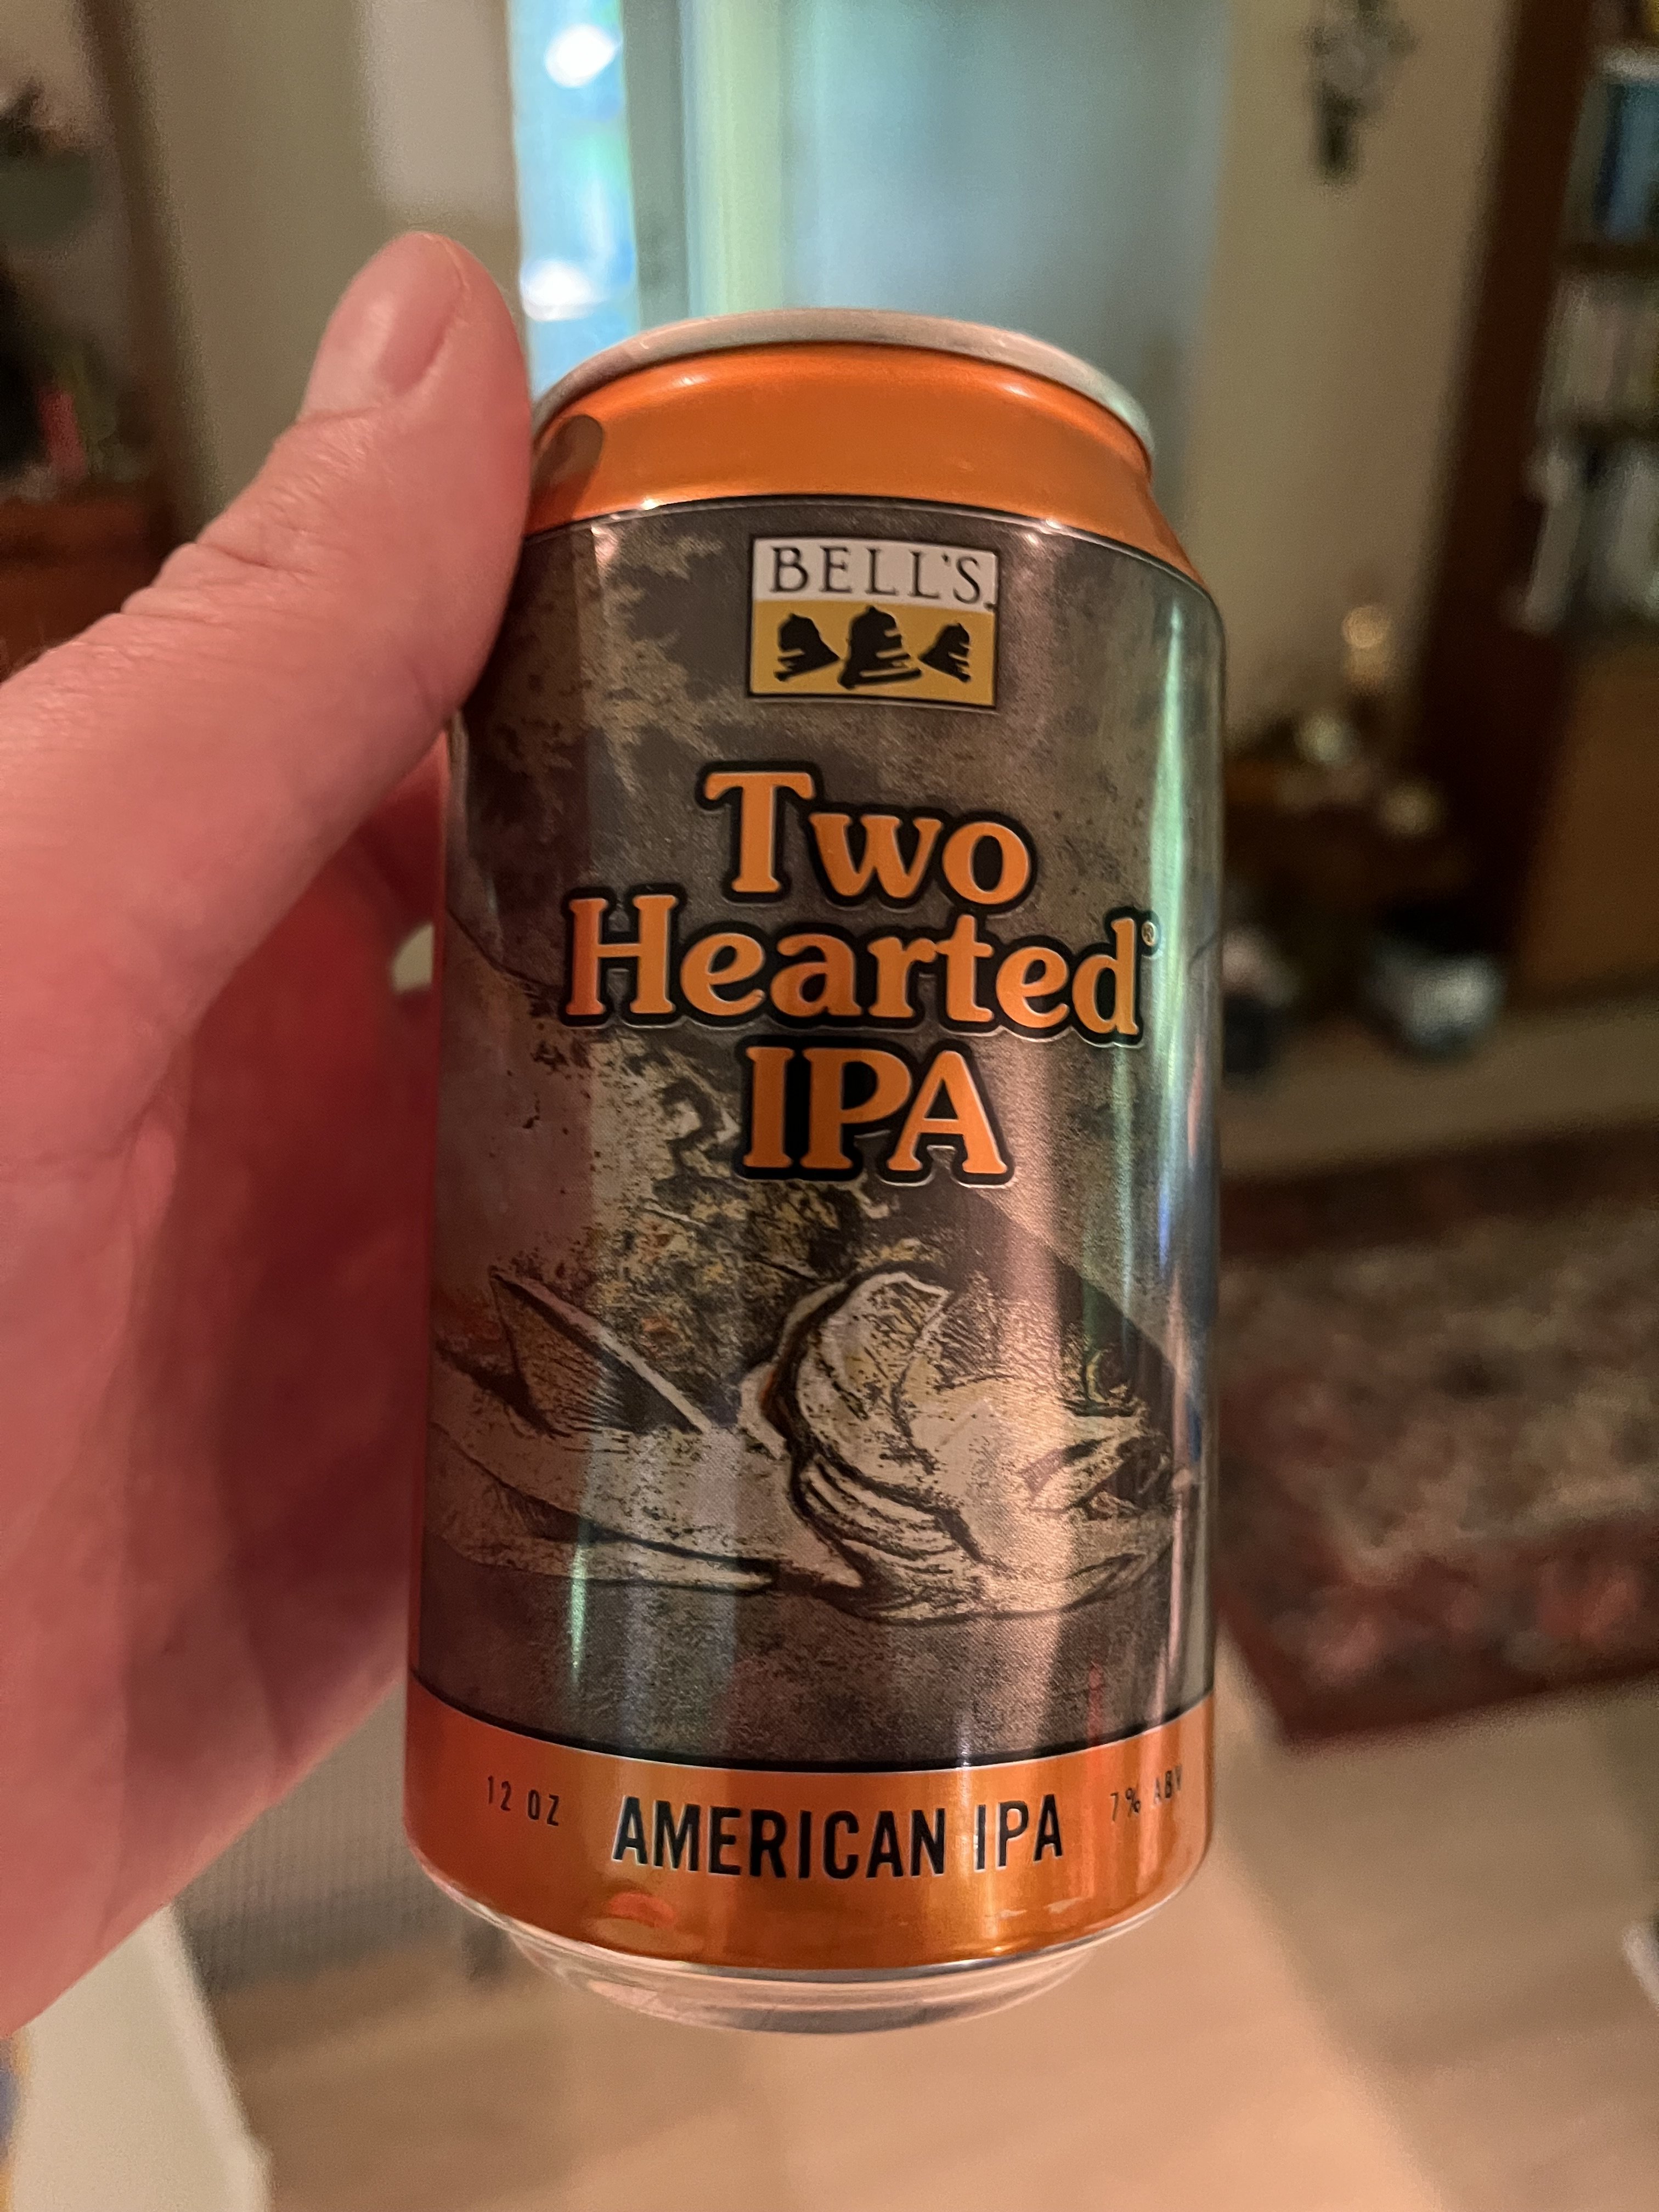 BELL'S
Two
Hearted®
IPA
12 OZ AMERICAN IPA 7% ABV